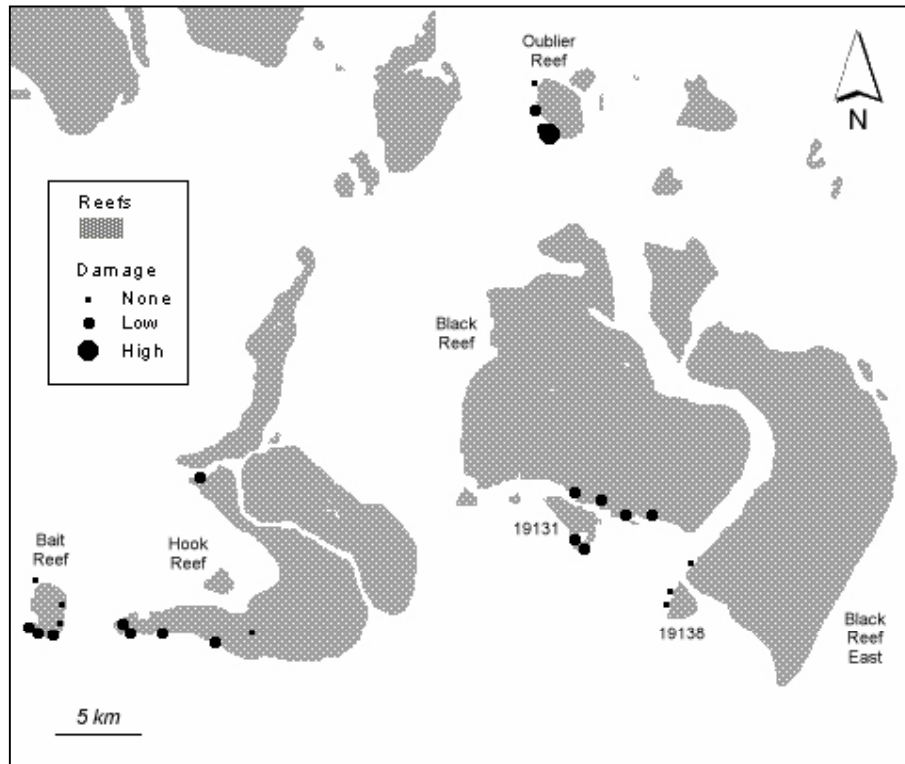 Oublier
Reef
N
Reefs
Damage
None
Low
High
Black
Reef
19131
Bait
Reef
Hook
Reef
19138
Black
Reef
East
5 km